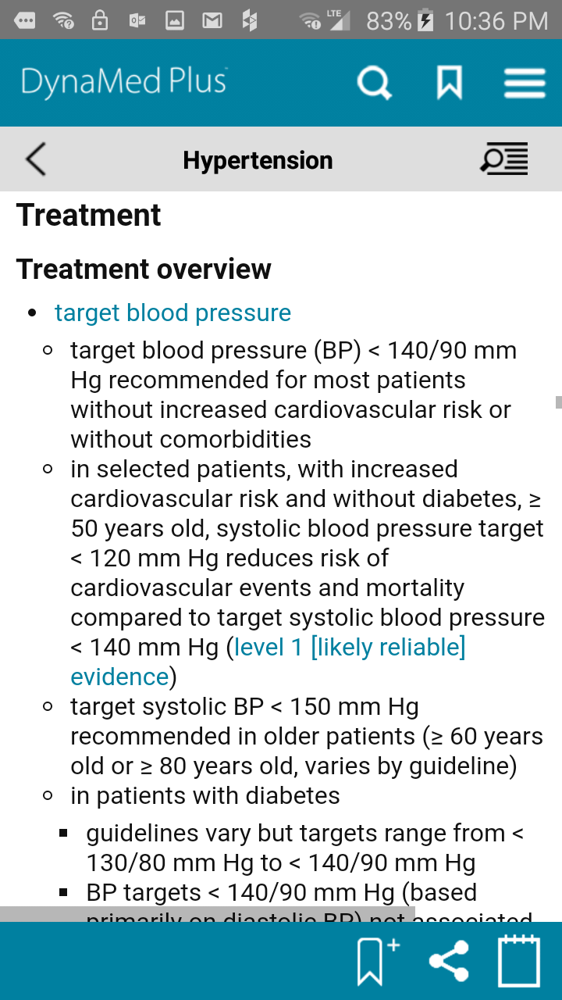 LTE 83% 10:36 PM
DynaMed Plus™
Hypertension
Treatment
Treatment overview
• target blood pressure
○ target blood pressure (BP) < 140/90 mm
Hg recommended for most patients
without increased cardiovascular risk or
without comorbidities
○ in selected patients, with increased
cardiovascular risk and without diabetes, ≥
50 years old, systolic blood pressure target
< 120 mm Hg reduces risk of
cardiovascular events and mortality
compared to target systolic blood pressure
< 140 mm Hg (level 1 [likely reliable]
evidence)
○ target systolic BP < 150 mm Hg
recommended in older patients (≥ 60 years
old or ≥ 80 years old, varies by guideline)
○ in patients with diabetes
▪ guidelines vary but targets range from <
130/80 mm Hg to < 140/90 mm Hg
▪ BP targets < 140/90 mm Hg (based
primarily on diastolic BP) not associated